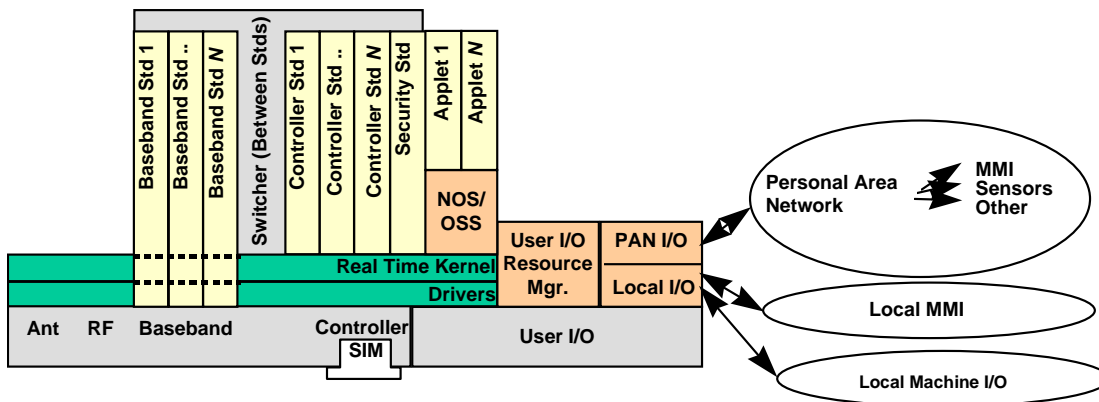 Baseband Std 1
Baseband Std ..
Baseband Std N
Switcher (Between Stds)
Controller Std 1
Controller Std ..
Controller Std N
Security Std
Applet 1
Applet N
NOS/
OSS
User I/O
Resource
Mgr.
PAN I/O
Local I/O
Real Time Kernel
Drivers
Ant RF Baseband Controller
SIM
User I/O
Personal Area
Network
MMI
Sensors
Other
Local MMI
Local Machine I/O